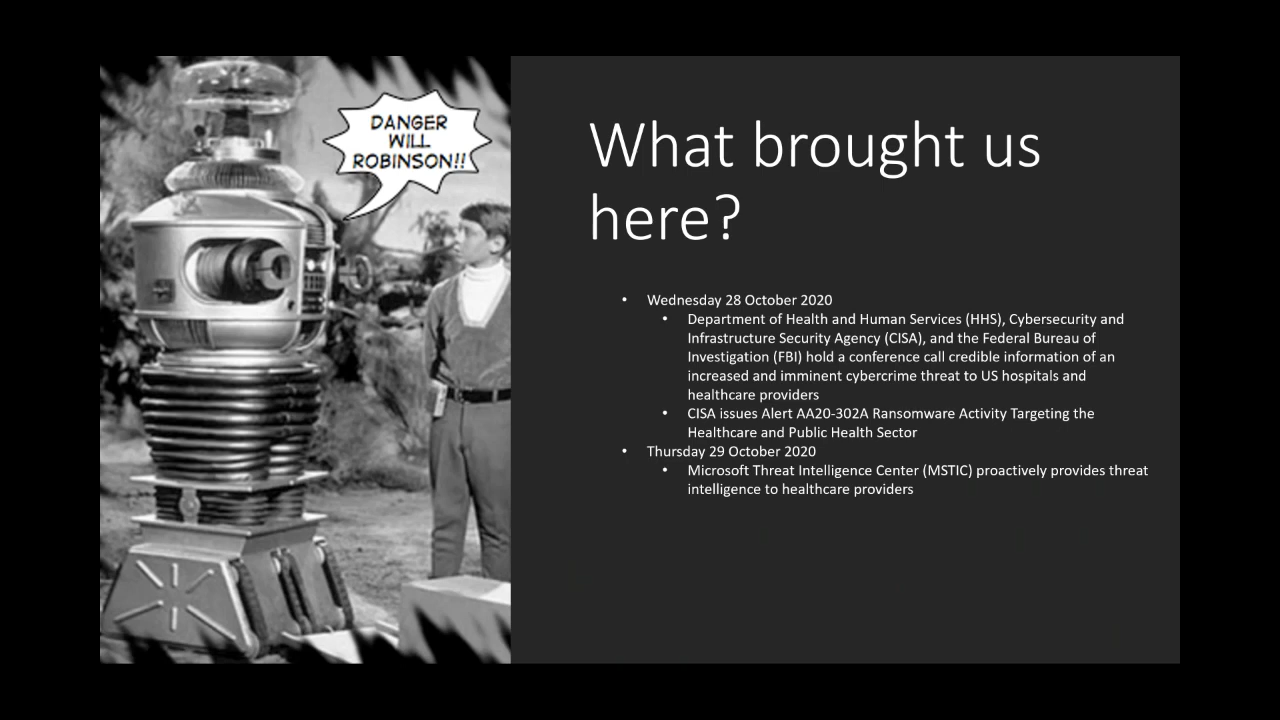 DANGER
WILL
ROBINSON!!
What brought us
here?
• Wednesday 28 October 2020
• Department of Health and Human Services (HHS), Cybersecurity and
Infrastructure Security Agency (CISA), and the Federal Bureau of
Investigation (FBI) hold a conference call credible information of an
increased and imminent cybercrime threat to US hospitals and
healthcare providers
• CISA issues Alert AA20-302A Ransomware Activity Targeting the
Healthcare and Public Health Sector
• Thursday 29 October 2020
• Microsoft Threat Intelligence Center (MSTIC) proactively provides threat
intelligence to healthcare providers